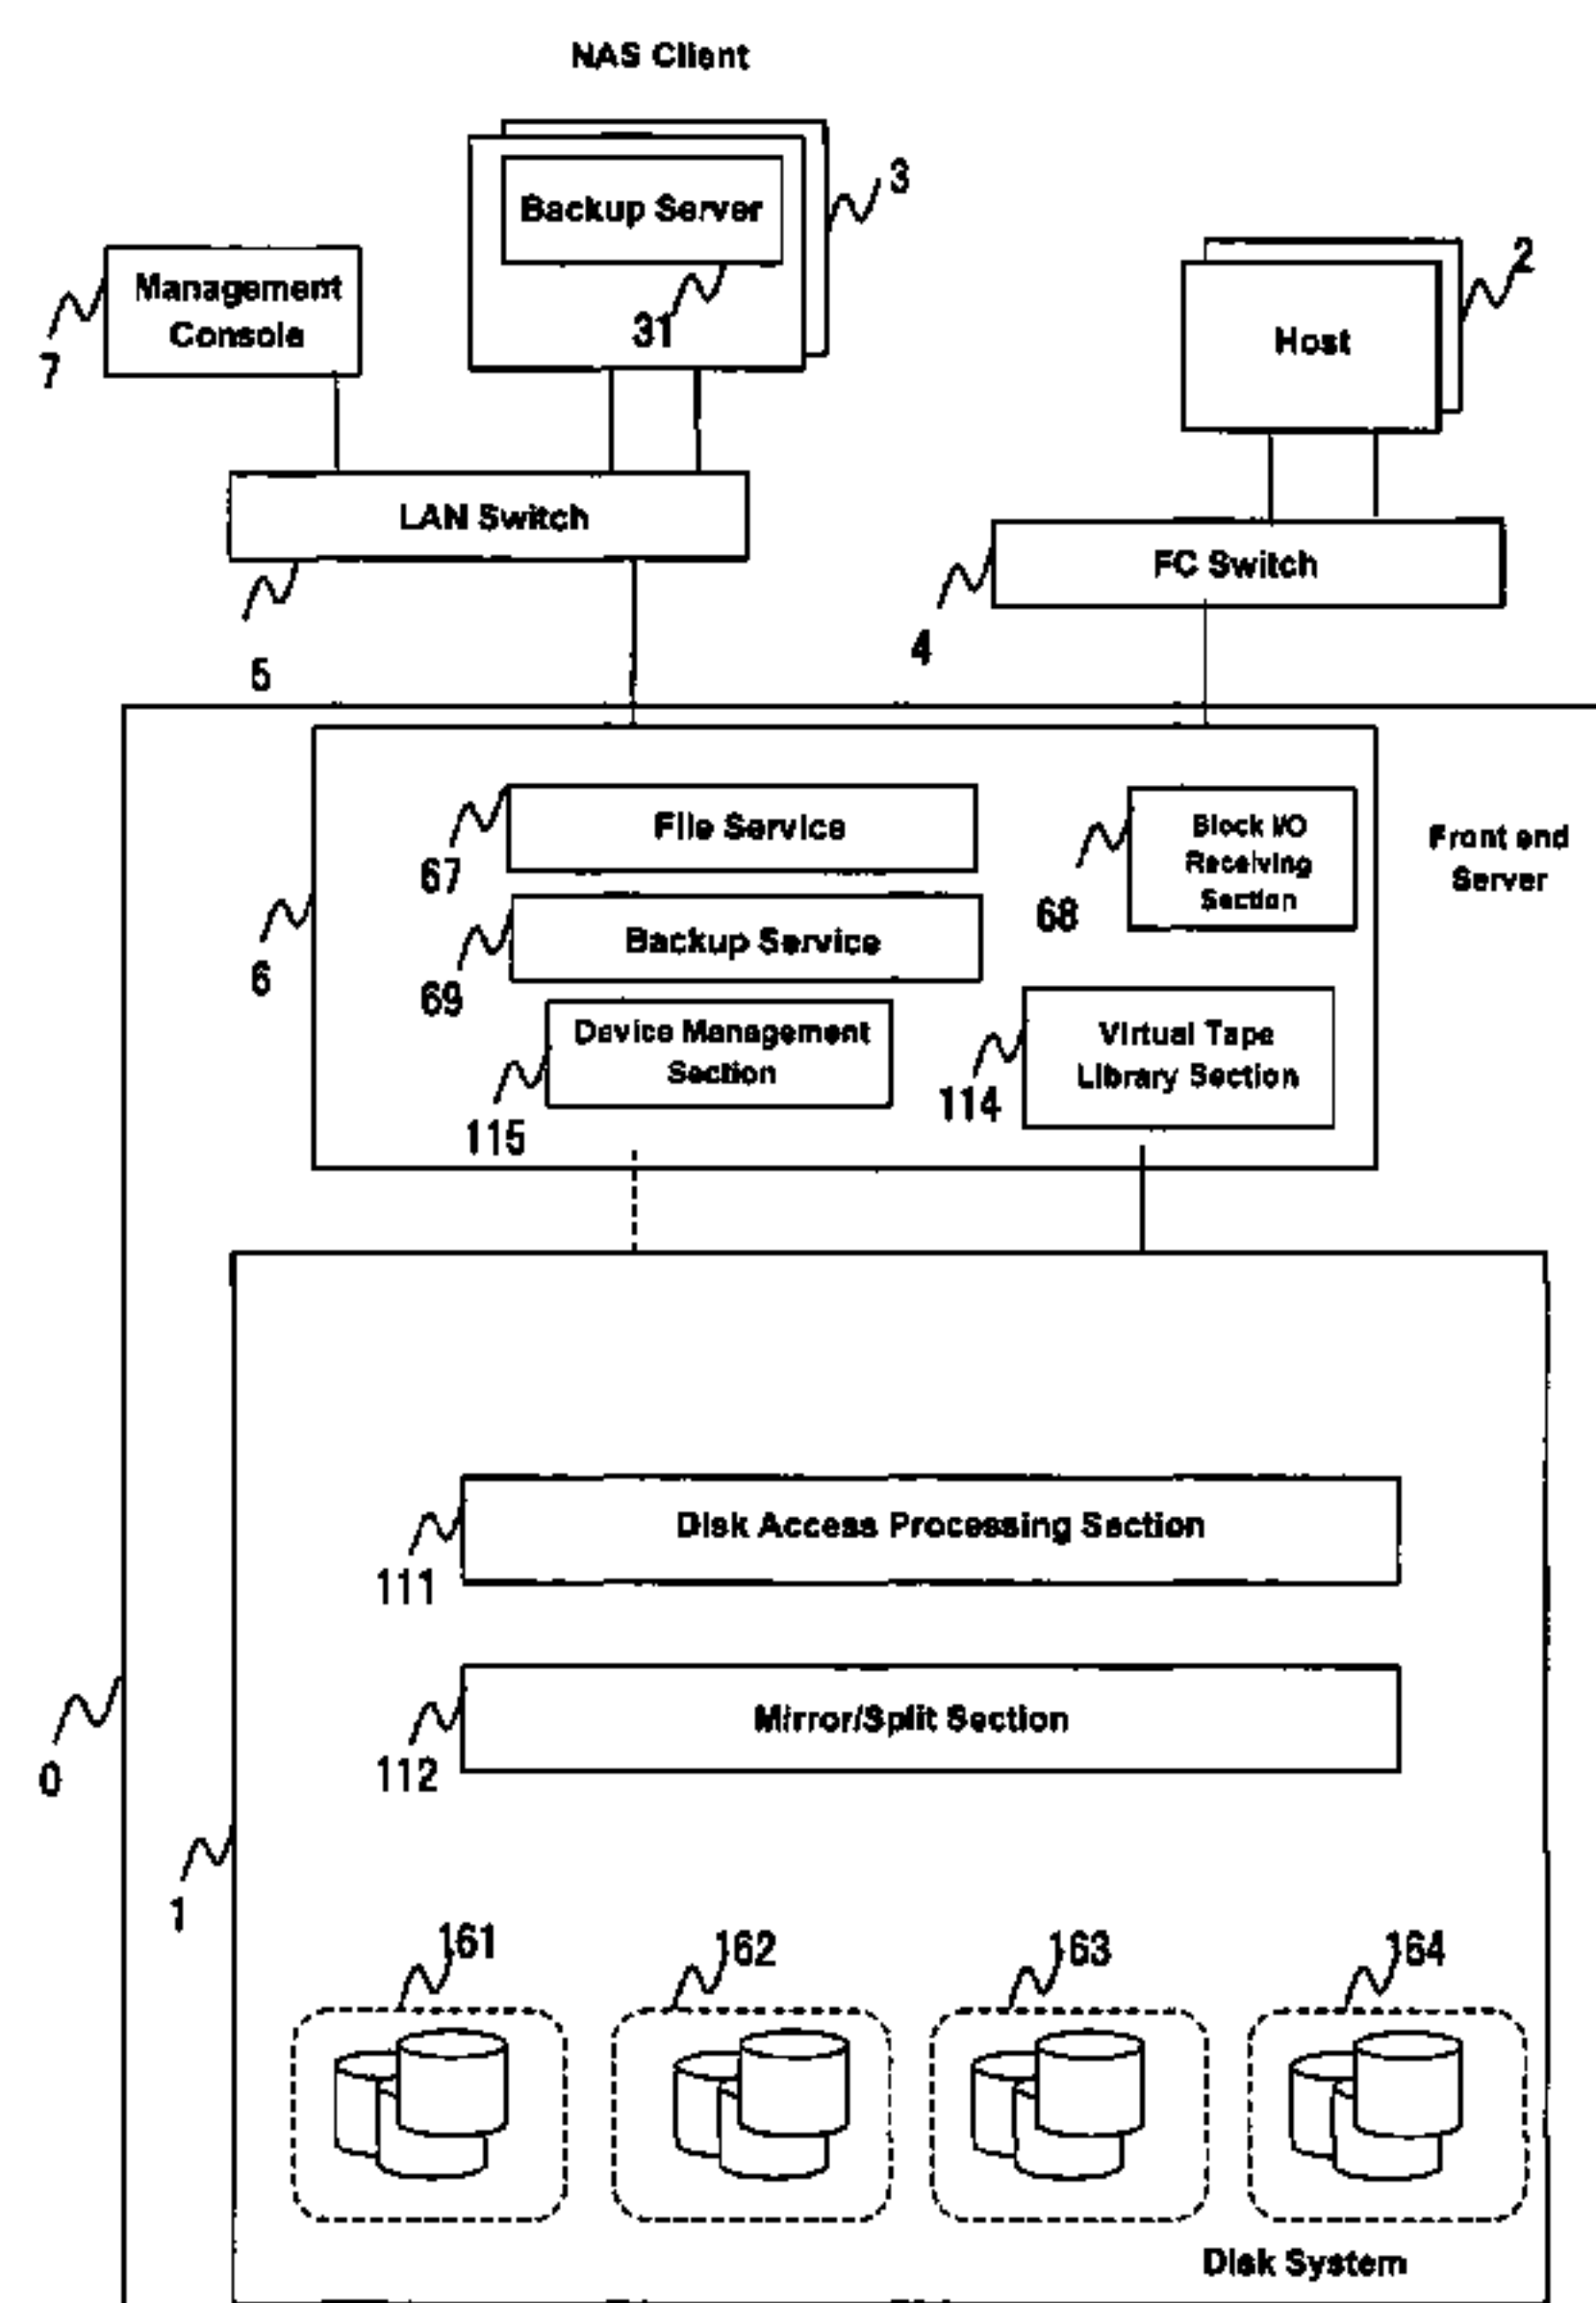 NAS Client
Backup Server
3
31
Management
Console
7
2
Host
LAN Switch
5
FC Switch
4
File Service
67
Block I/O
Receiving
Section
68
Front end
Server
Backup Service
69
6
Device Management
Section
115
Virtual Tape
Library Section
114
Disk Access Processing Section
111
Mirror/Split Section
112
0
1
161
162
163
164
Disk System